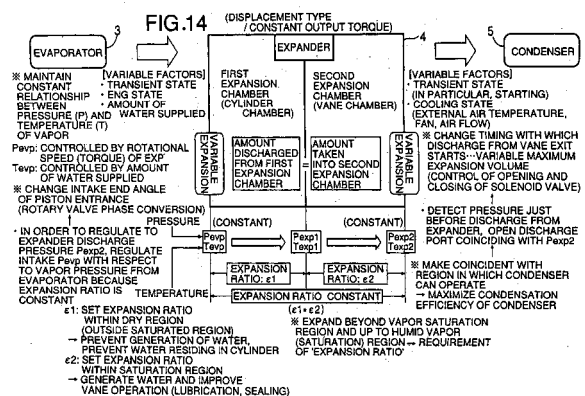 FIG.14
(DISPLACEMENT TYPE
/ CONSTANT OUTPUT TORQUE)
3
EVAPORATOR
EXPANDER
4
5
CONDENSER
※ MAINTAIN
CONSTANT
RELATIONSHIP
BETWEEN
PRESSURE (P) AND
TEMPERATURE (T)
OF VAPOR
[VARIABLE FACTORS]
· TRANSIENT STATE
· ENG STATE
· AMOUNT OF
WATER SUPPLIED
Pevp: CONTROLLED BY ROTATIONAL
SPEED (TORQUE) OF EXP'
Tevp: CONTROLLED BY AMOUNT
OF WATER SUPPLIED
※ CHANGE INTAKE END ANGLE
OF PISTON ENTRANCE
(ROTARY VALVE PHASE CONVERSION)
· IN ORDER TO REGULATE TO
EXPANDER DISCHARGE
PRESSURE Pexp2, REGULATE
INTAKE Pevp WITH RESPECT
TO VAPOR PRESSURE FROM
EVAPORATOR BECAUSE
EXPANSION RATIO IS
CONSTANT
FIRST
EXPANSION
CHAMBER
(CYLINDER
CHAMBER)
SECOND
EXPANSION
CHAMBER
(VANE CHAMBER)
VARIABLE
EXPANSION
AMOUNT
DISCHARGED
FROM FIRST
EXPANSION
CHAMBER
=
AMOUNT
TAKEN
INTO SECOND
EXPANSION
CHAMBER
VARIABLE
EXPANSION
[VARIABLE FACTORS]
· TRANSIENT STATE
(IN PARTICULAR, STARTING)
· COOLING STATE
(EXTERNAL AIR TEMPERATURE,
FAN, AIR FLOW)
※ CHANGE TIMING WITH WHICH
DISCHARGE FROM VANE EXIT
STARTS···VARIABLE MAXIMUM
EXPANSION VOLUME
(CONTROL OF OPENING AND
CLOSING OF SOLENOID VALVE)
· DETECT PRESSURE JUST
BEFORE DISCHARGE FROM
EXPANDER, OPEN DISCHARGE
PORT COINCIDING WITH Pexp2
※ MAKE COINCIDENT WITH
REGION IN WHICH CONDENSER
CAN OPERATE
→ MAXIMIZE CONDENSATION
EFFICIENCY OF CONDENSER
PRESSURE
(CONSTANT)
(CONSTANT)
Pevp
Tevp
Pexp1
Texp1
Pexp2
Texp2
TEMPERATURE
EXPANSION
RATIO: ε1
EXPANSION
RATIO: ε2
EXPANSION RATIO CONSTANT
(ε1*ε2)
ε1: SET EXPANSION RATIO
WITHIN DRY REGION
(OUTSIDE SATURATED REGION)
→ PREVENT GENERATION OF WATER,
PREVENT WATER RESIDING IN CYLINDER
ε2: SET EXPANSION RATIO
WITHIN SATURATION REGION
→ GENERATE WATER AND IMPROVE
VANE OPERATION (LUBRICATION, SEALING)
※ EXPAND BEYOND VAPOR SATURATION
REGION AND UP TO HUMID VAPOR
(SATURATION) REGION ↔ REQUIREMENT
OF 'EXPANSION RATIO'